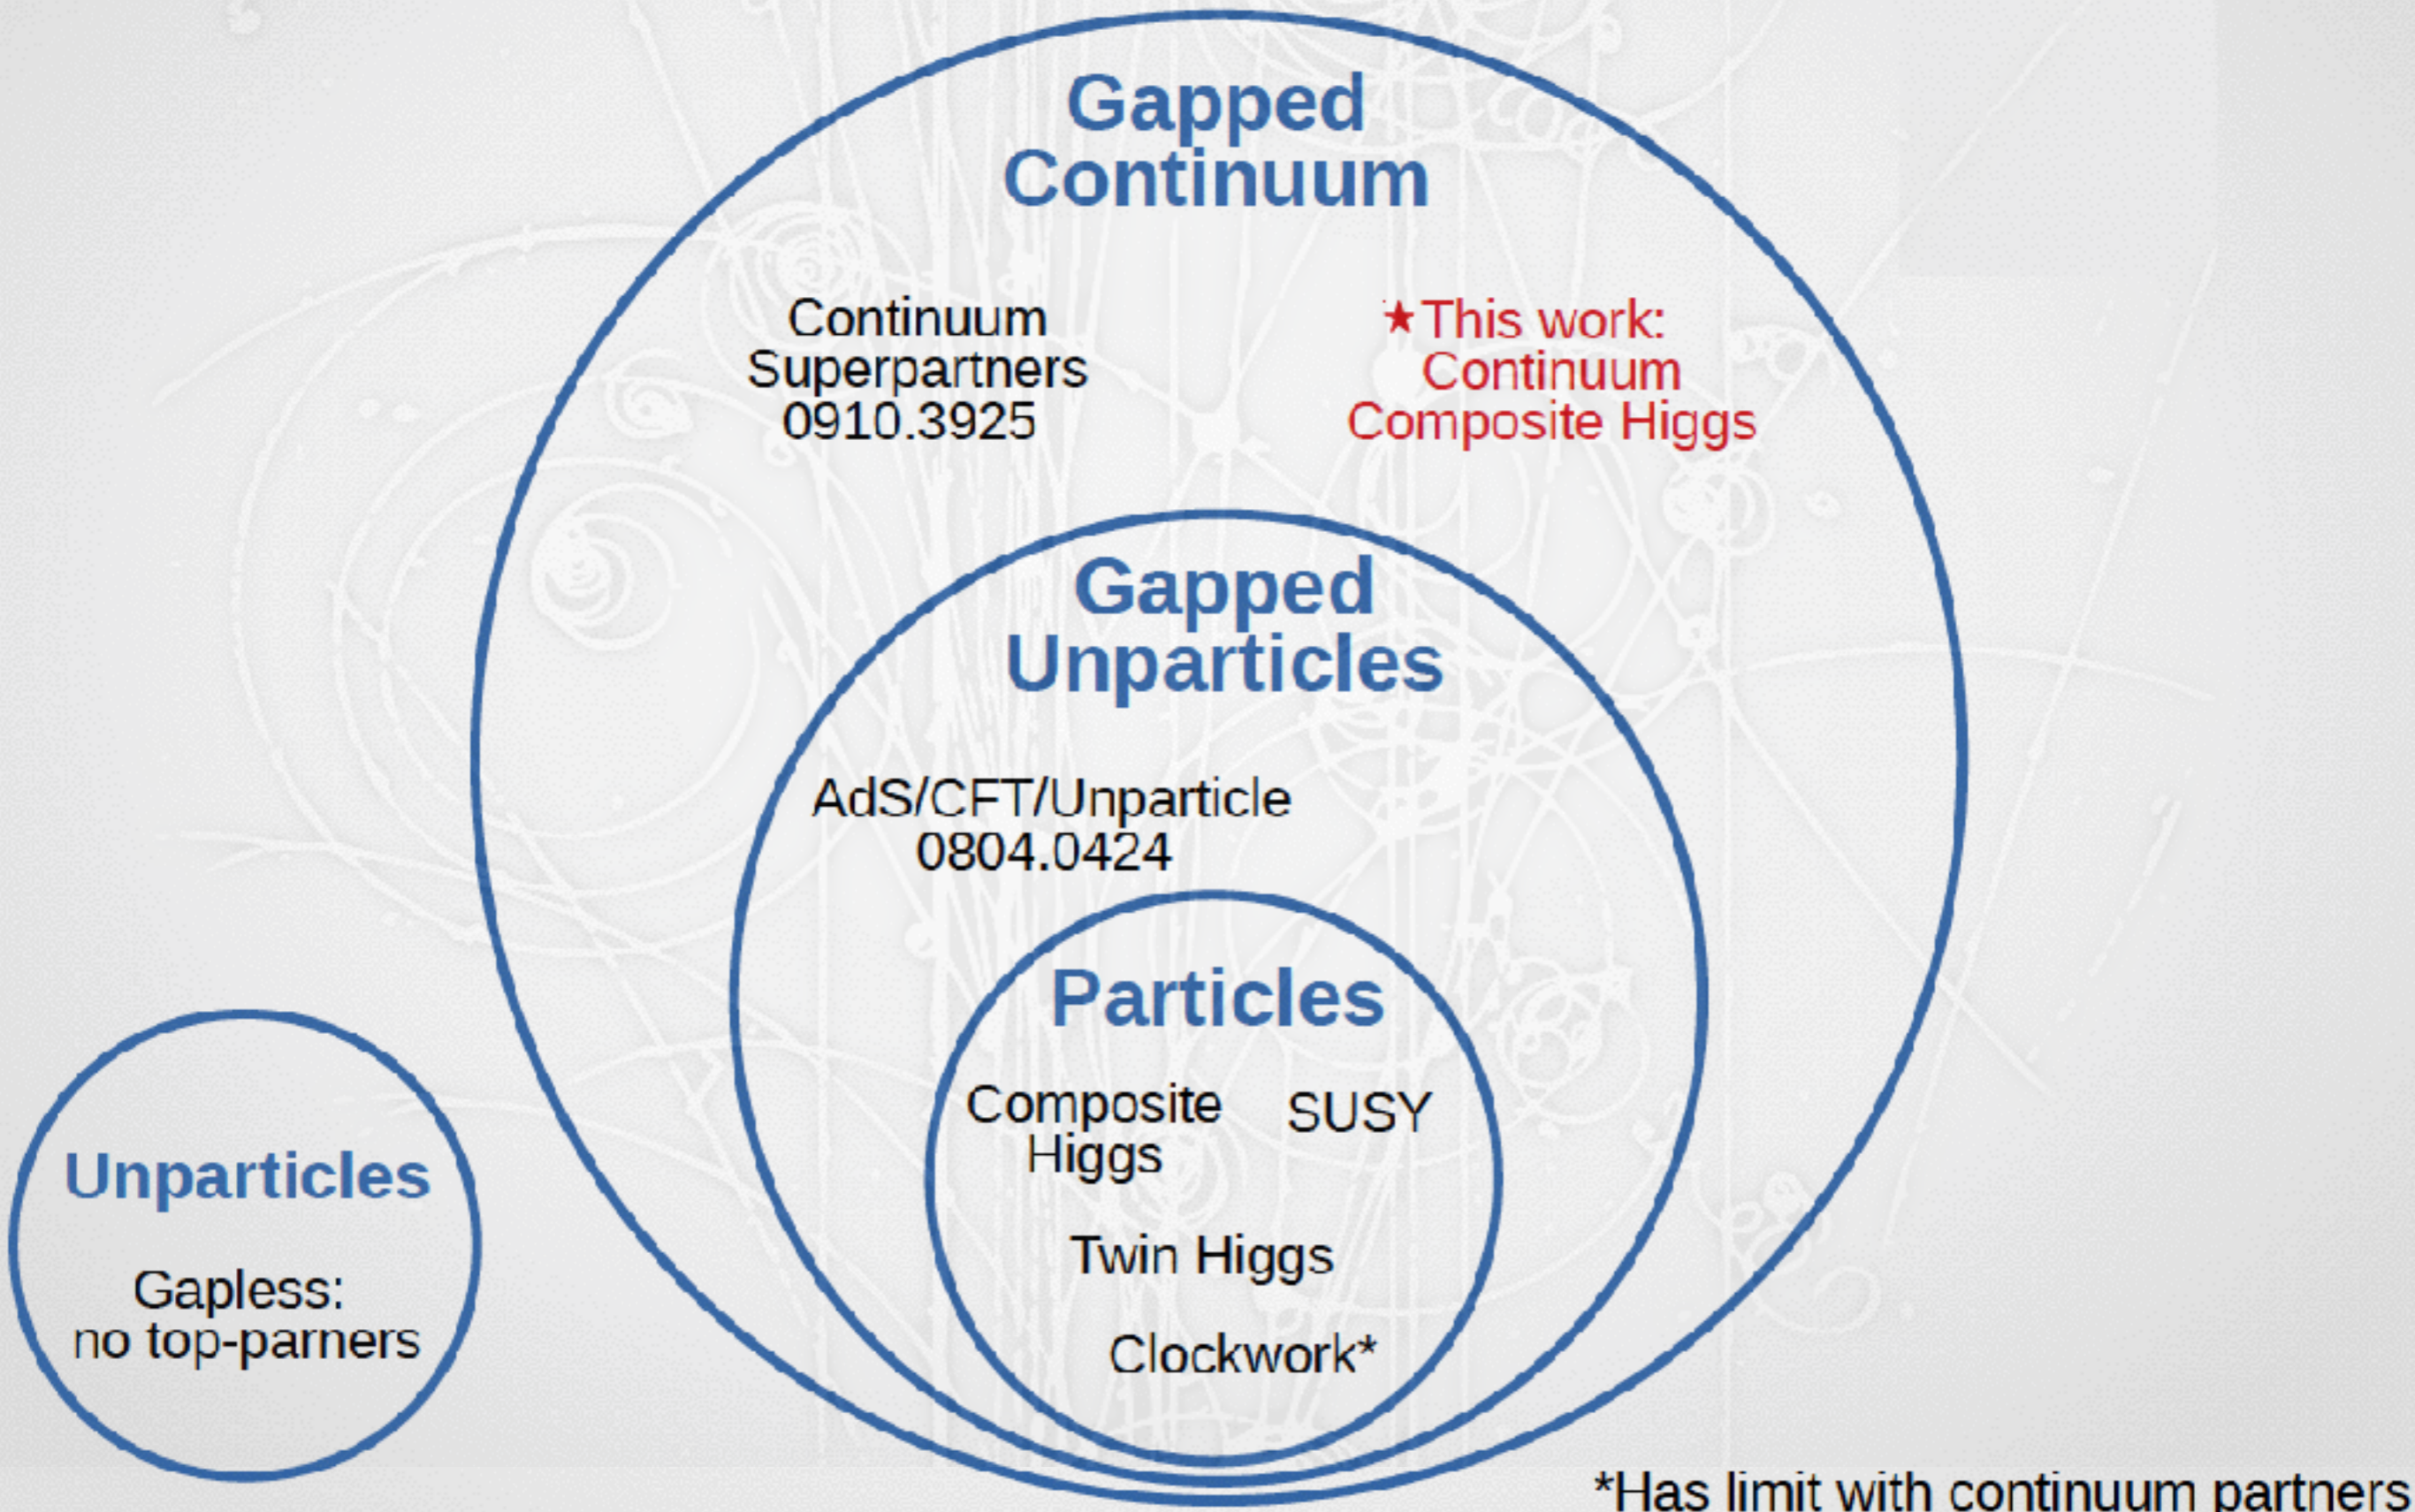 Gapped
Continuum
Continuum
Superpartners
0910.3925
★This work:
Continuum
Composite Higgs
Gapped
Unparticles
AdS/CFT/Unparticle
0804.0424
Particles
Composite
Higgs
SUSY
Twin Higgs
Clockwork*
Unparticles
Gapless:
no top-parners
*Has limit with continuum partners